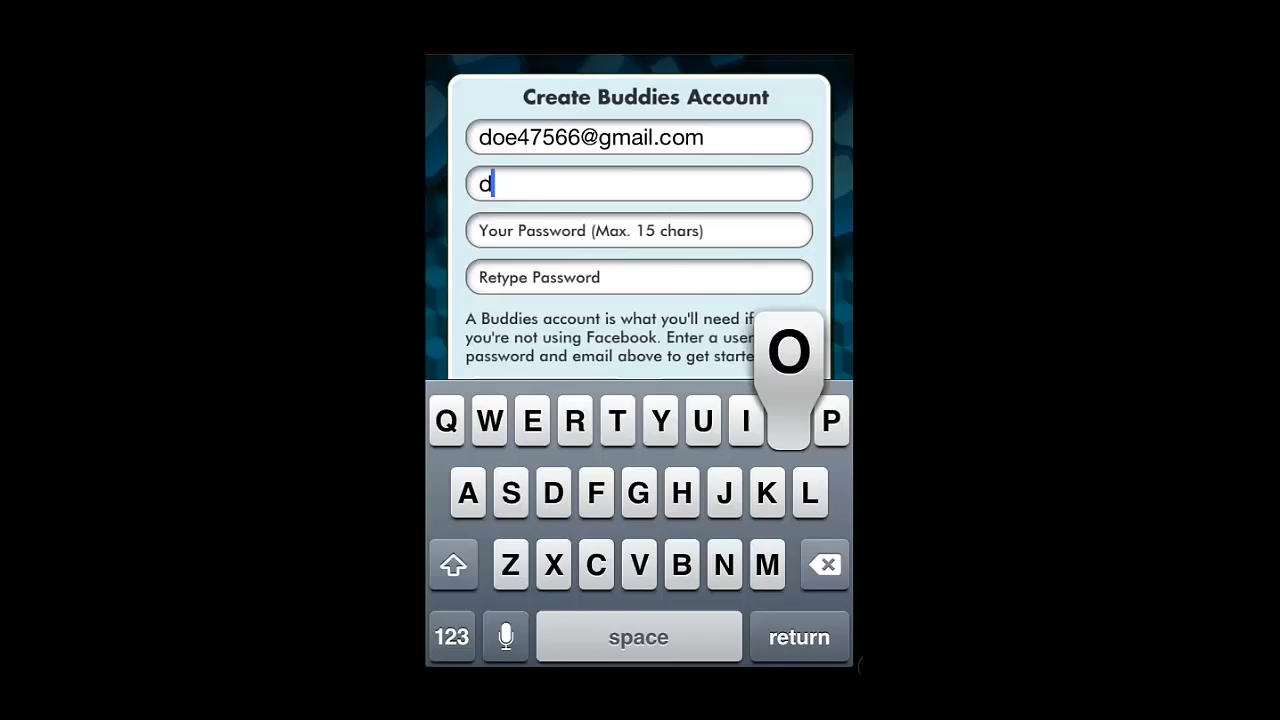 Create Buddies Account
doe47566@gmail.com
d
Your Password (Max. 15 chars)
Retype Password
A Buddies account is what you'll need if
you're not using Facebook. Enter a user
password and email above to get starte
O
Q W E R T Y U I P
A S D F G H J K L
Z X C V B N M
123 space return